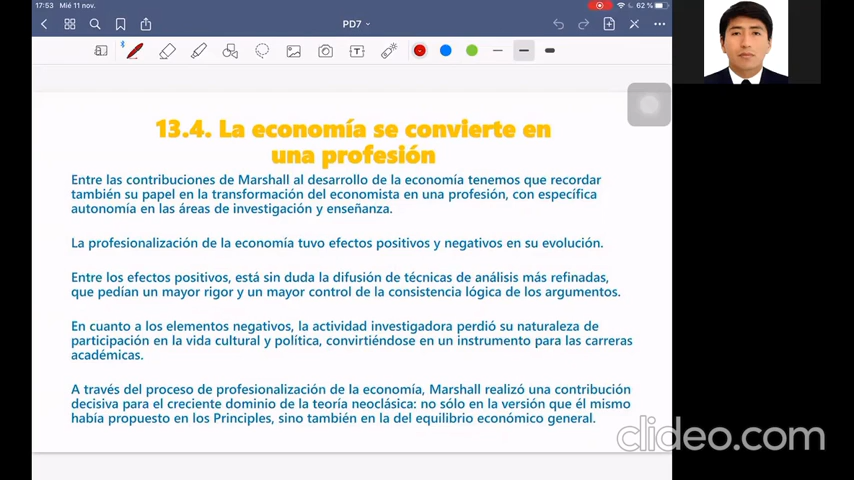 17:53 Mié 11 nov.
62 %
PD7
13.4. La economía se convierte en
una profesión
Entre las contribuciones de Marshall al desarrollo de la economía tenemos que recordar
también su papel en la transformación del economista en una profesión, con específica
autonomía en las áreas de investigación y enseñanza.
La profesionalización de la economía tuvo efectos positivos y negativos en su evolución.
Entre los efectos positivos, está sin duda la difusión de técnicas de análisis más refinadas,
que pedían un mayor rigor y un mayor control de la consistencia lógica de los argumentos.
En cuanto a los elementos negativos, la actividad investigadora perdió su naturaleza de
participación en la vida cultural y política, convirtiéndose en un instrumento para las carreras
académicas.
A través del proceso de profesionalización de la economía, Marshall realizó una contribución
decisiva para el creciente dominio de la teoría neoclásica: no sólo en la versión que él mismo
había propuesto en los Principles, sino también en la del equilibrio económico general.
clideo.com